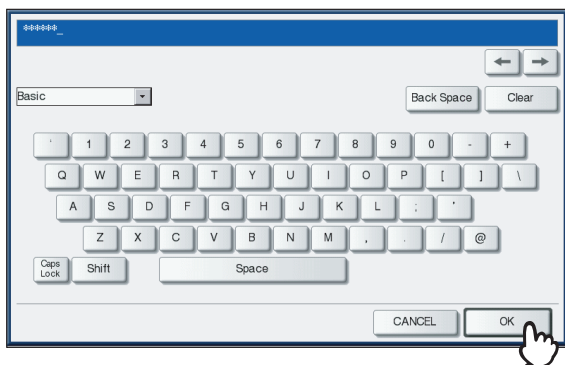 ******_
← →
Basic Back Space Clear
' 1 2 3 4 5 6 7 8 9 0 - +
Q W E R T Y U I O P [ ] \
A S D F G H J K L ; '
Z X C V B N M , . / @
Caps Lock Shift Space
CANCEL OK